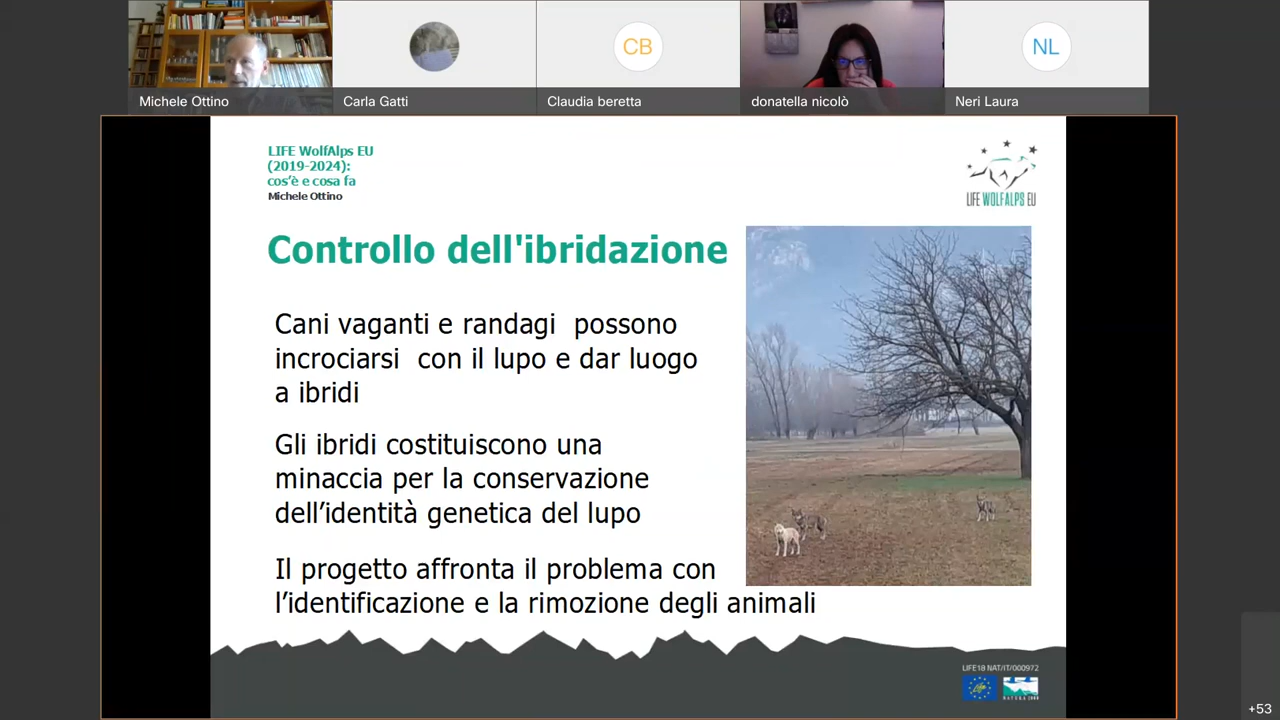 CB
NL
Michele Ottino
Carla Gatti
Claudia beretta
donatella nicolò
Neri Laura
LIFE WolfAlps EU
(2019-2024):
cos'è e cosa fa
Michele Ottino
LIFE WOLFALPS EU
Controllo dell'ibridazione
Cani vaganti e randagi possono
incrociarsi con il lupo e dar luogo
a ibridi
Gli ibridi costituiscono una
minaccia per la conservazione
dell’identità genetica del lupo
Il progetto affronta il problema con
l’identificazione e la rimozione degli animali
LIFE18 NAT/IT/000972
Life
NATURA 2000
+53